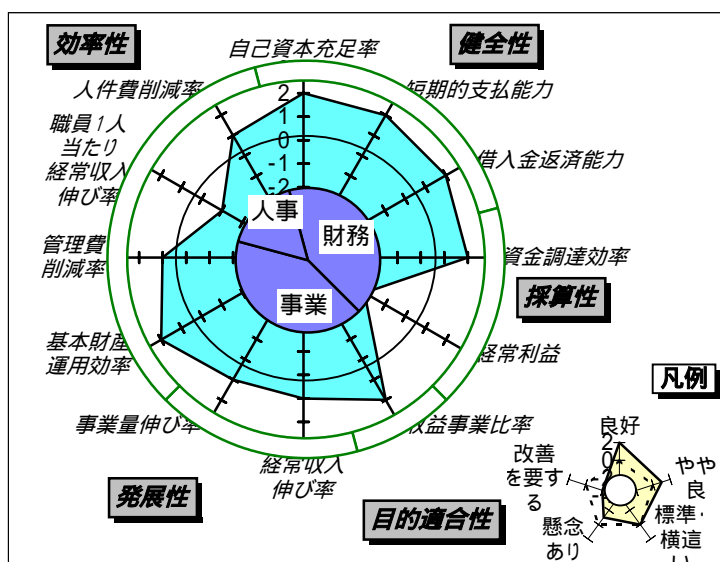 効率性
健全性
自己資本充足率
人件費削減率
短期的支払能力
職員1人
当たり
経常収入
伸び率
借入金返済能力
2
1
0
-1
-2
人事
財務
事業
管理費
削減率
資金調達効率
採算性
基本財産
運用効率
経常利益
凡例
事業量伸び率
収益事業比率
経常収入
伸び率
発展性
目的適合性
良好
2
0
2
やや
良
改善
を要す
る
標準・
横這い
懸念
あり